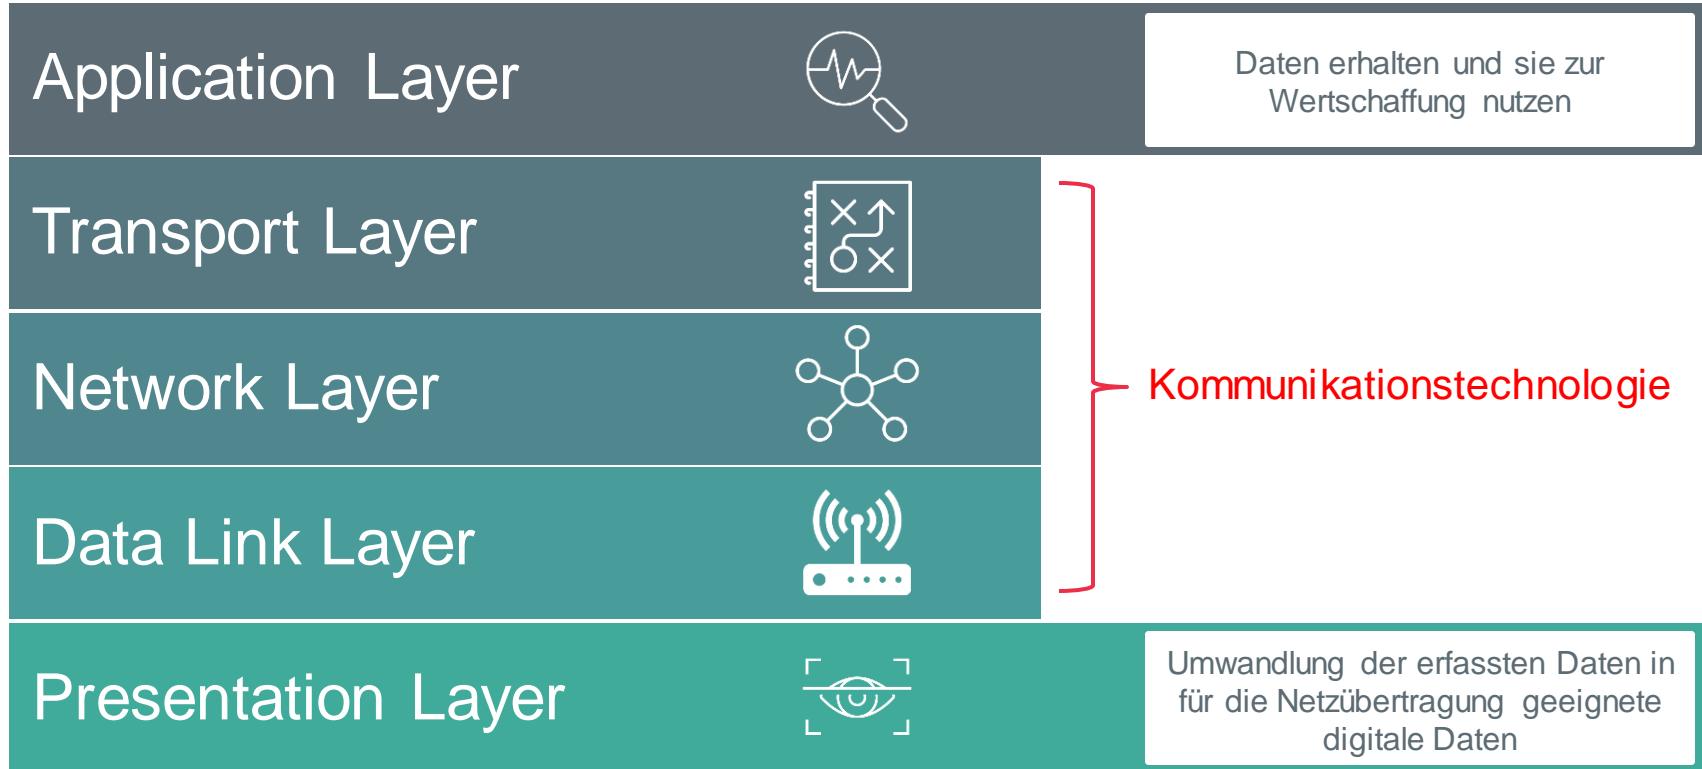 Application Layer
Daten erhalten und sie zur
Wertschaffung nutzen
Transport Layer
Network Layer
Kommunikationstechnologie
Data Link Layer
Presentation Layer
Umwandlung der erfassten Daten in
für die Netzübertragung geeignete
digitale Daten